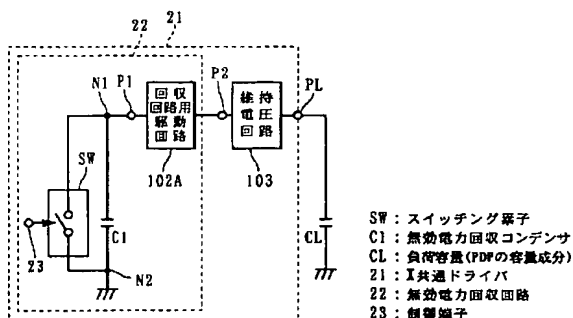 21
22
N1
P1
回収
回路用
駆動
回路
102A
P2
維持
電圧
回路
103
PL
SW
23
C1
N2
CL
SW:スイッチング素子
C1:無効電力回収コンデンサ
CL:負荷容量(PDPの容量成分)
21:X共通ドライバ
22:無効電力回収回路
23:制御端子